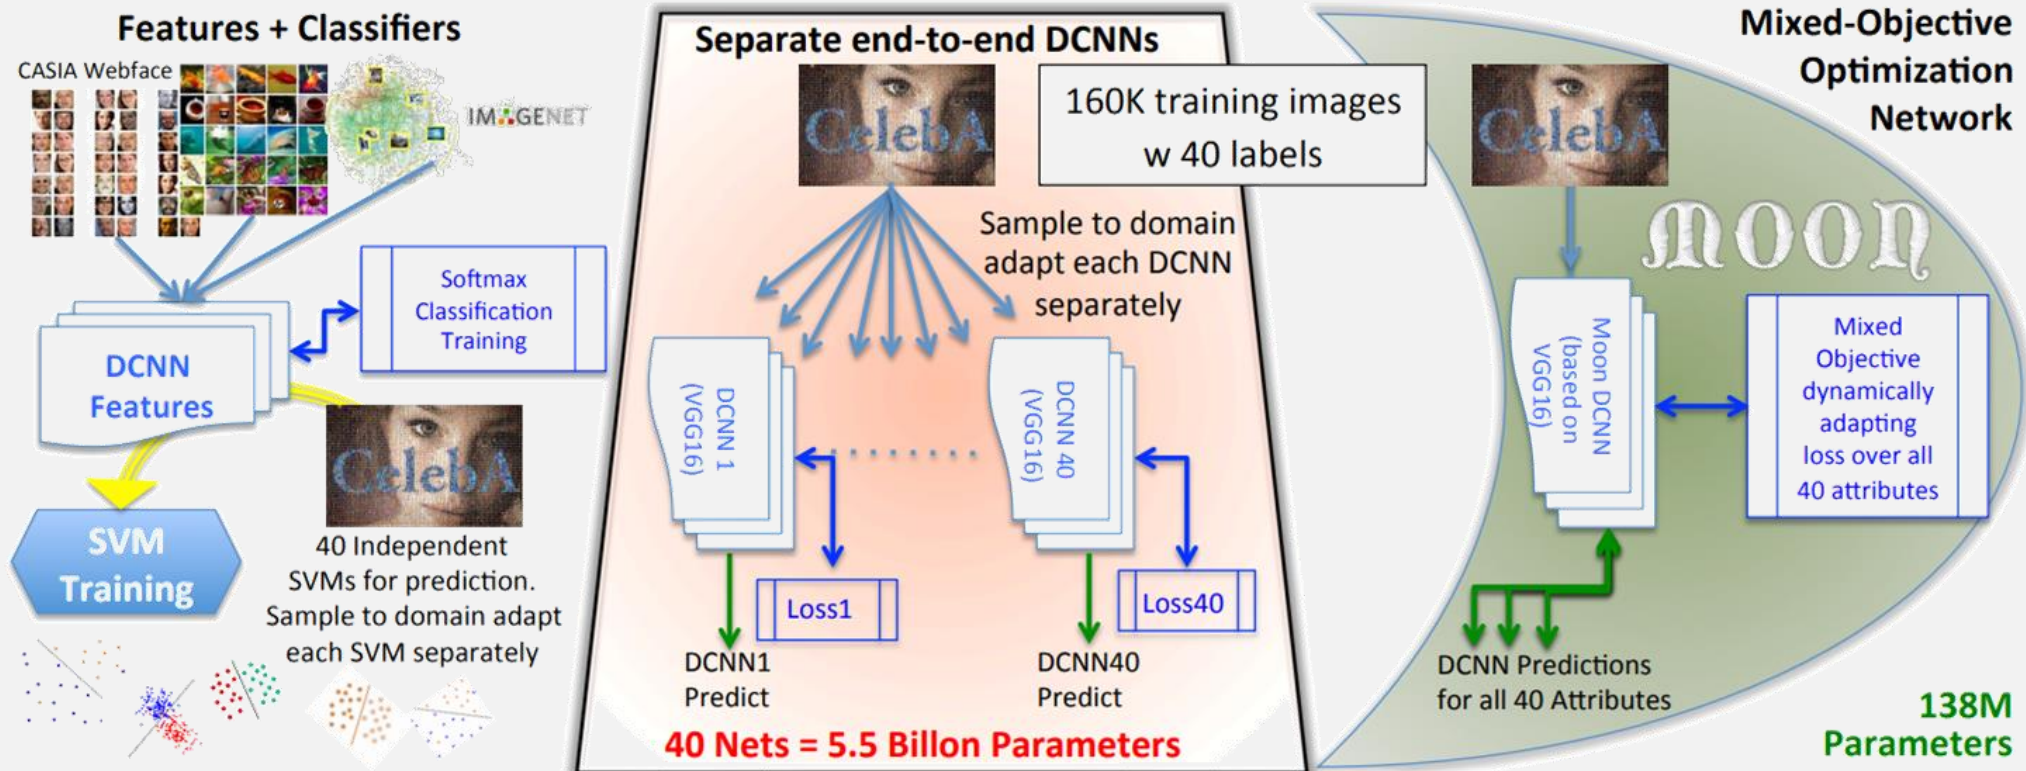 Features + Classifiers
CASIA Webface
IMAGENET
DCNN
Features
Softmax
Classification
Training
CelebA
SVM
Training
40 Independent
SVMs for prediction.
Sample to domain adapt
each SVM separately
Separate end-to-end DCNNs
CelebA
160K training images
w 40 labels
Sample to domain
adapt each DCNN
separately
DCNN 1
(VGG16)
DCNN 40
(VGG16)
Loss1
Loss40
DCNN1
Predict
DCNN40
Predict
40 Nets = 5.5 Billon Parameters
Mixed-Objective
Optimization
Network
CelebA
MOON
Moon DCNN
(based on
VGG16)
Mixed
Objective
dynamically
adapting
loss over all
40 attributes
DCNN Predictions
for all 40 Attributes
138M
Parameters